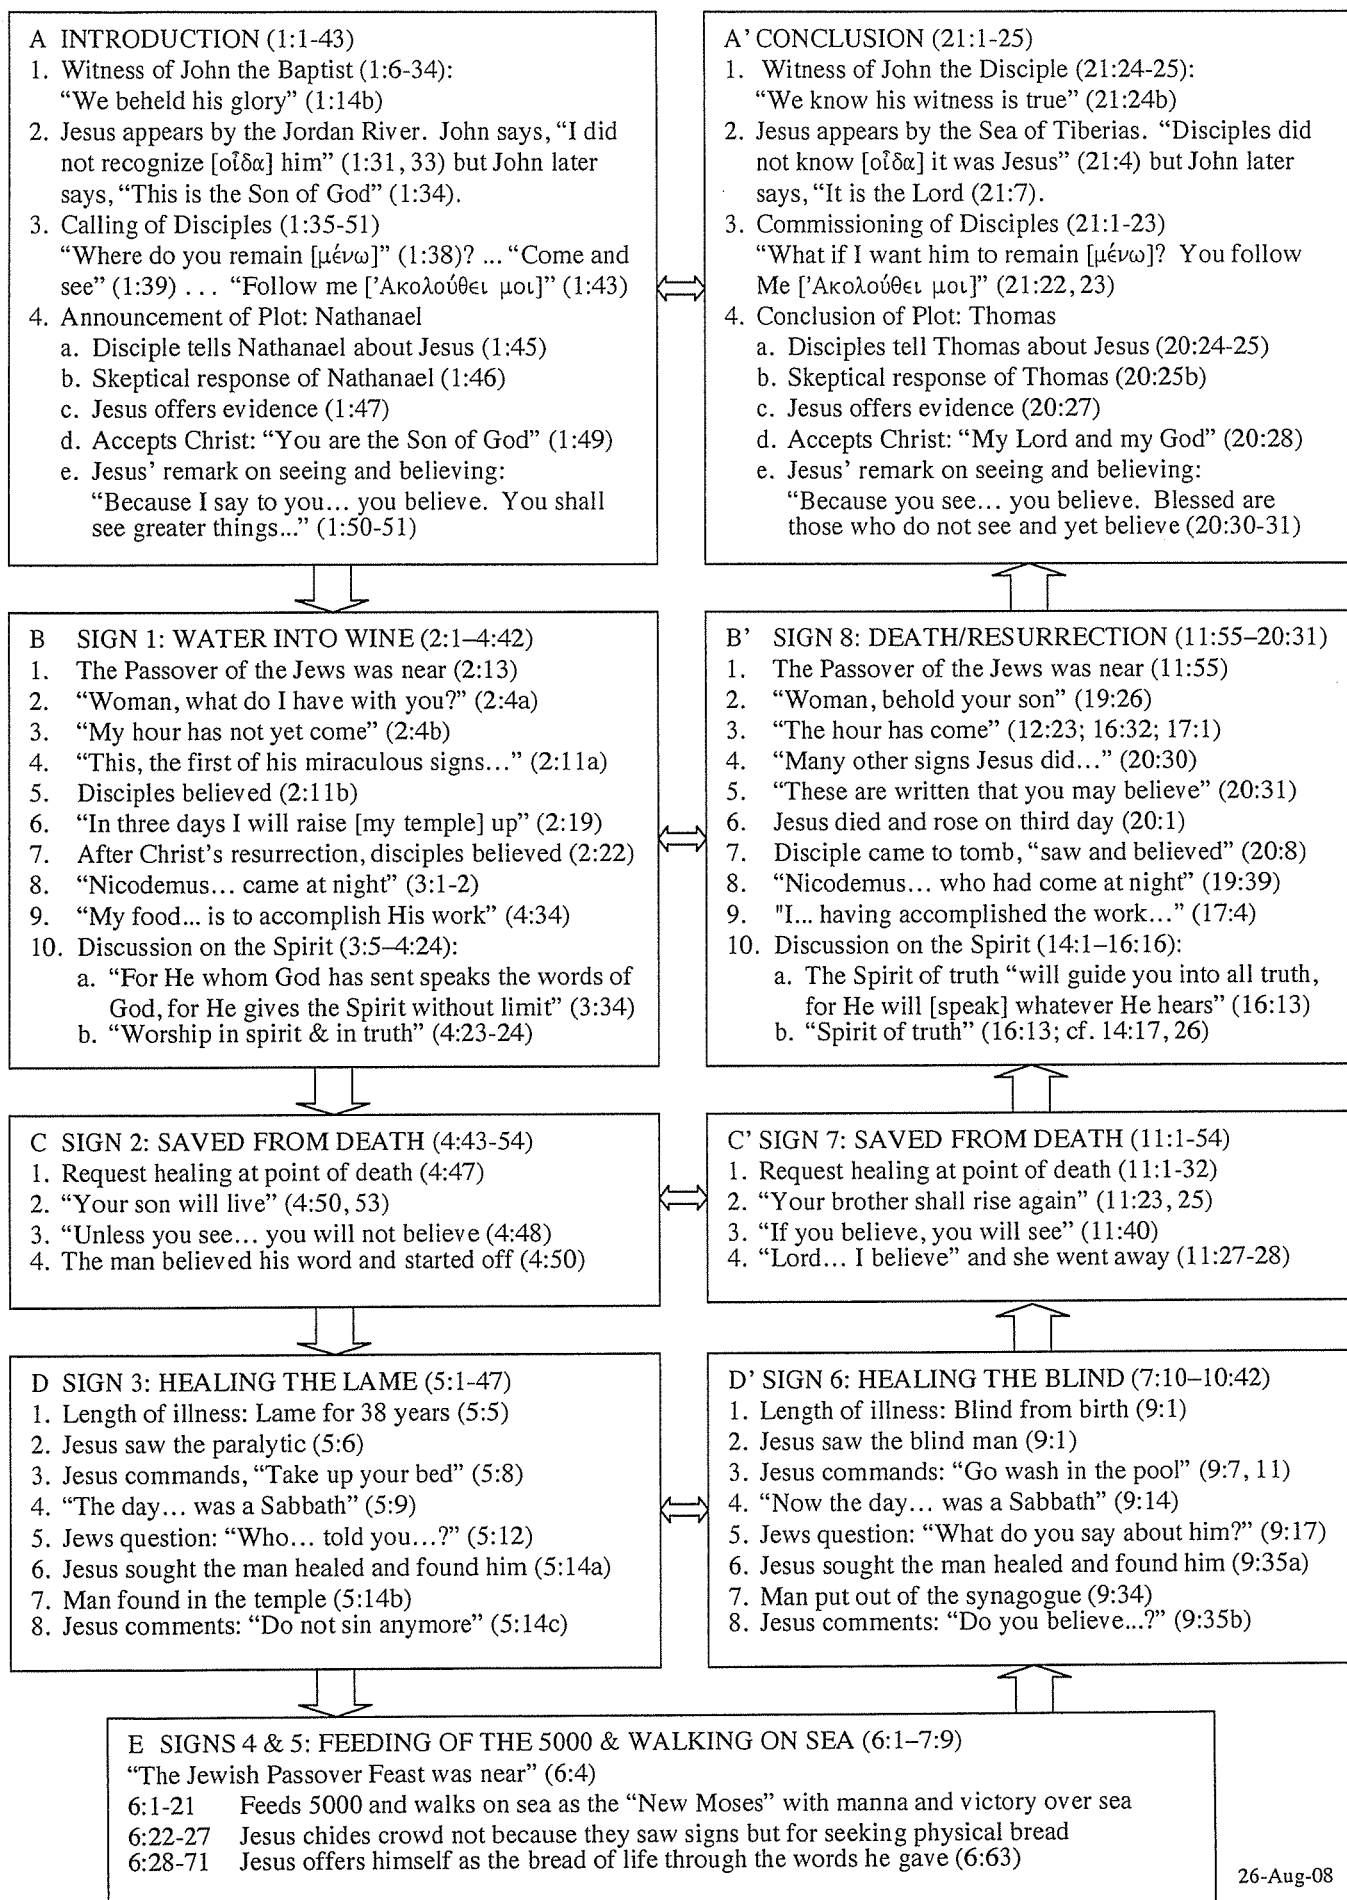 A INTRODUCTION (1:1-43)
1. Witness of John the Baptist (1:6-34):
“We beheld his glory” (1:14b)
2. Jesus appears by the Jordan River. John says, “I did
not recognize [οἶδα] him” (1:31, 33) but John later
says, “This is the Son of God” (1:34).
3. Calling of Disciples (1:35-51)
“Where do you remain [μένω]” (1:38)? ... “Come and
see” (1:39) . . . “Follow me [’Ακολούθει μοι]” (1:43)
4. Announcement of Plot: Nathanael
a. Disciple tells Nathanael about Jesus (1:45)
b. Skeptical response of Nathanael (1:46)
c. Jesus offers evidence (1:47)
d. Accepts Christ: “You are the Son of God” (1:49)
e. Jesus’ remark on seeing and believing:
“Because I say to you... you believe. You shall
see greater things...” (1:50-51)
A’ CONCLUSION (21:1-25)
1. Witness of John the Disciple (21:24-25):
“We know his witness is true” (21:24b)
2. Jesus appears by the Sea of Tiberias. “Disciples did
not know [οἶδα] it was Jesus” (21:4) but John later
says, “It is the Lord (21:7).
3. Commissioning of Disciples (21:1-23)
“What if I want him to remain [μένω]? You follow
Me [’Ακολούθει μοι]” (21:22, 23)
4. Conclusion of Plot: Thomas
a. Disciples tell Thomas about Jesus (20:24-25)
b. Skeptical response of Thomas (20:25b)
c. Jesus offers evidence (20:27)
d. Accepts Christ: “My Lord and my God” (20:28)
e. Jesus’ remark on seeing and believing:
“Because you see... you believe. Blessed are
those who do not see and yet believe (20:30-31)
B SIGN 1: WATER INTO WINE (2:1–4:42)
1. The Passover of the Jews was near (2:13)
2. “Woman, what do I have with you?” (2:4a)
3. “My hour has not yet come” (2:4b)
4. “This, the first of his miraculous signs...” (2:11a)
5. Disciples believed (2:11b)
6. “In three days I will raise [my temple] up” (2:19)
7. After Christ’s resurrection, disciples believed (2:22)
8. “Nicodemus... came at night” (3:1-2)
9. “My food... is to accomplish His work” (4:34)
10. Discussion on the Spirit (3:5–4:24):
a. “For He whom God has sent speaks the words of
God, for He gives the Spirit without limit” (3:34)
b. “Worship in spirit & in truth” (4:23-24)
B’ SIGN 8: DEATH/RESURRECTION (11:55–20:31)
1. The Passover of the Jews was near (11:55)
2. “Woman, behold your son” (19:26)
3. “The hour has come” (12:23; 16:32; 17:1)
4. “Many other signs Jesus did...” (20:30)
5. “These are written that you may believe” (20:31)
6. Jesus died and rose on third day (20:1)
7. Disciple came to tomb, “saw and believed” (20:8)
8. “Nicodemus... who had come at night” (19:39)
9. "I... having accomplished the work...” (17:4)
10. Discussion on the Spirit (14:1–16:16):
a. The Spirit of truth “will guide you into all truth,
for He will [speak] whatever He hears” (16:13)
b. “Spirit of truth” (16:13; cf. 14:17, 26)
C SIGN 2: SAVED FROM DEATH (4:43-54)
1. Request healing at point of death (4:47)
2. “Your son will live” (4:50, 53)
3. “Unless you see... you will not believe (4:48)
4. The man believed his word and started off (4:50)
C’ SIGN 7: SAVED FROM DEATH (11:1-54)
1. Request healing at point of death (11:1-32)
2. “Your brother shall rise again” (11:23, 25)
3. “If you believe, you will see” (11:40)
4. “Lord... I believe” and she went away (11:27-28)
D SIGN 3: HEALING THE LAME (5:1-47)
1. Length of illness: Lame for 38 years (5:5)
2. Jesus saw the paralytic (5:6)
3. Jesus commands, “Take up your bed” (5:8)
4. “The day... was a Sabbath” (5:9)
5. Jews question: “Who... told you...?” (5:12)
6. Jesus sought the man healed and found him (5:14a)
7. Man found in the temple (5:14b)
8. Jesus comments: “Do not sin anymore” (5:14c)
D’ SIGN 6: HEALING THE BLIND (7:10–10:42)
1. Length of illness: Blind from birth (9:1)
2. Jesus saw the blind man (9:1)
3. Jesus commands: “Go wash in the pool” (9:7, 11)
4. “Now the day... was a Sabbath” (9:14)
5. Jews question: “What do you say about him?” (9:17)
6. Jesus sought the man healed and found him (9:35a)
7. Man put out of the synagogue (9:34)
8. Jesus comments: “Do you believe...?” (9:35b)
E SIGNS 4 & 5: FEEDING OF THE 5000 & WALKING ON SEA (6:1–7:9)
“The Jewish Passover Feast was near” (6:4)
6:1-21 Feeds 5000 and walks on sea as the “New Moses” with manna and victory over sea
6:22-27 Jesus chides crowd not because they saw signs but for seeking physical bread
6:28-71 Jesus offers himself as the bread of life through the words he gave (6:63)
26-Aug-08